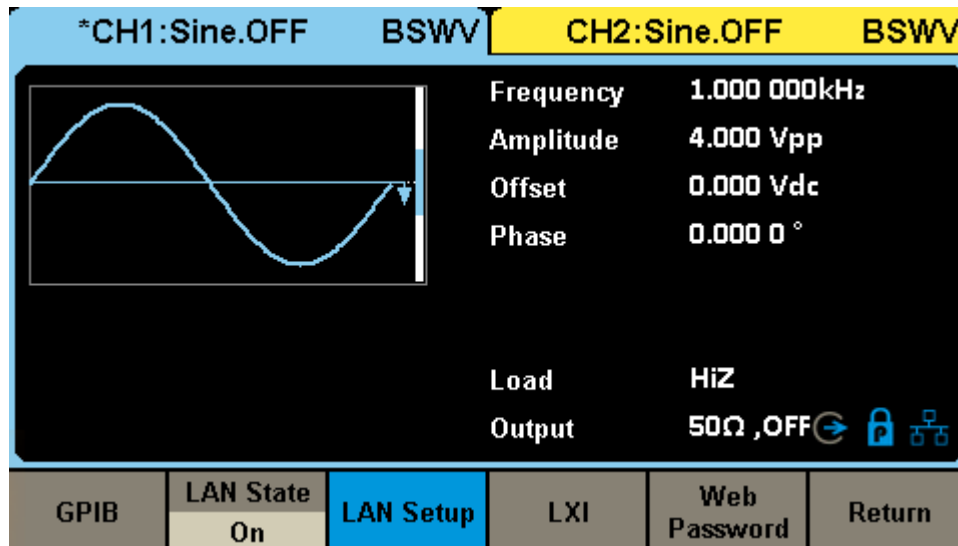 *CH1:Sine.OFF BSWV CH2:Sine.OFF BSWV
Frequency 1.000 000kHz
Amplitude 4.000 Vpp
Offset 0.000 Vdc
Phase 0.000 0 °
Load HiZ
Output 50Ω ,OFF P
GPIB
LAN State
On
LAN Setup
LXI
Web
Password
Return